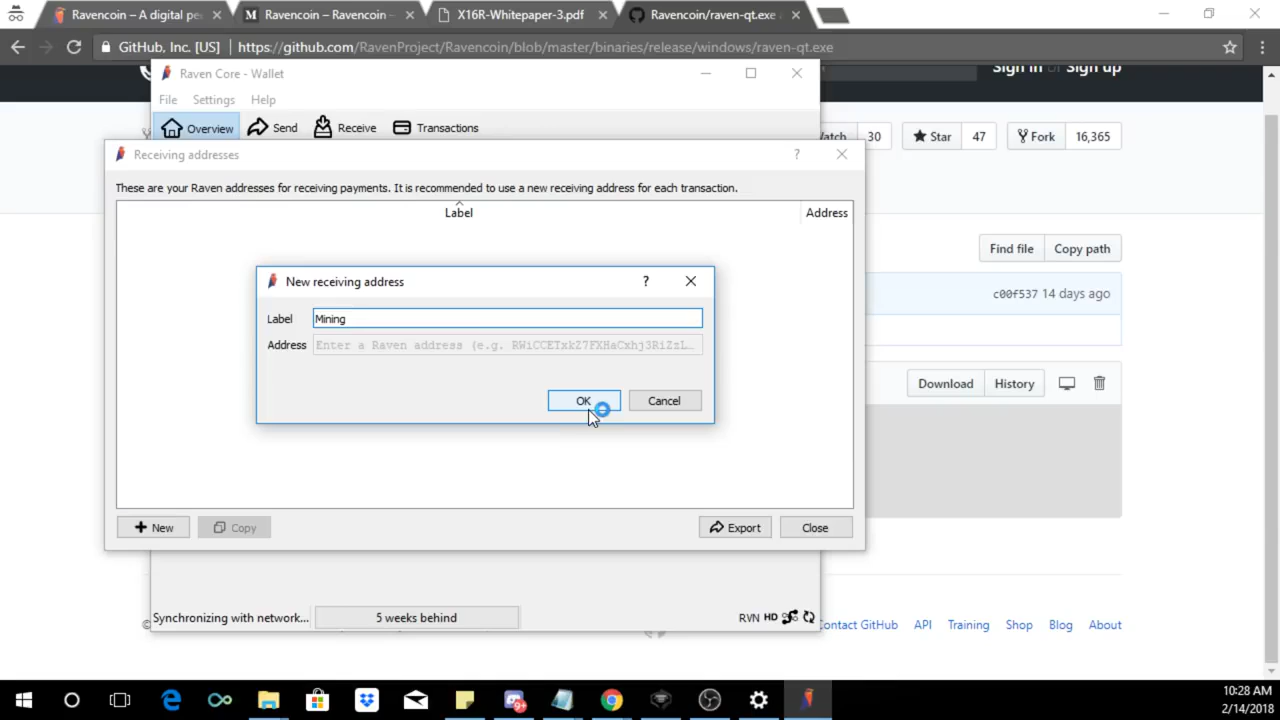 Ravencoin – A digital pe
Ravencoin – Ravencoin -
X16R-Whitepaper-3.pdf
Ravencoin/raven-qt.exe
GitHub, Inc. [US]
https://github.com/RavenProject/Ravencoin/blob/master/binaries/release/windows/raven-qt.exe
Sign in or Sign up
Raven Core - Wallet
File Settings Help
Overview Send Receive Transactions
Watch 30 Star 47 Fork 16,365
Receiving addresses
?
These are your Raven addresses for receiving payments. It is recommended to use a new receiving address for each transaction.
Label Address
Find file Copy path
c00f537 14 days ago
New receiving address
?
Label Mining
Address Enter a Raven address (e.g. RWiCCETxkZ7FXHaCxhj3RiZzL…
OK Cancel
Download History
New Copy Export Close
Synchronizing with network... 5 weeks behind RVN HD
Contact GitHub API Training Shop Blog About
10:28 AM
2/14/2018